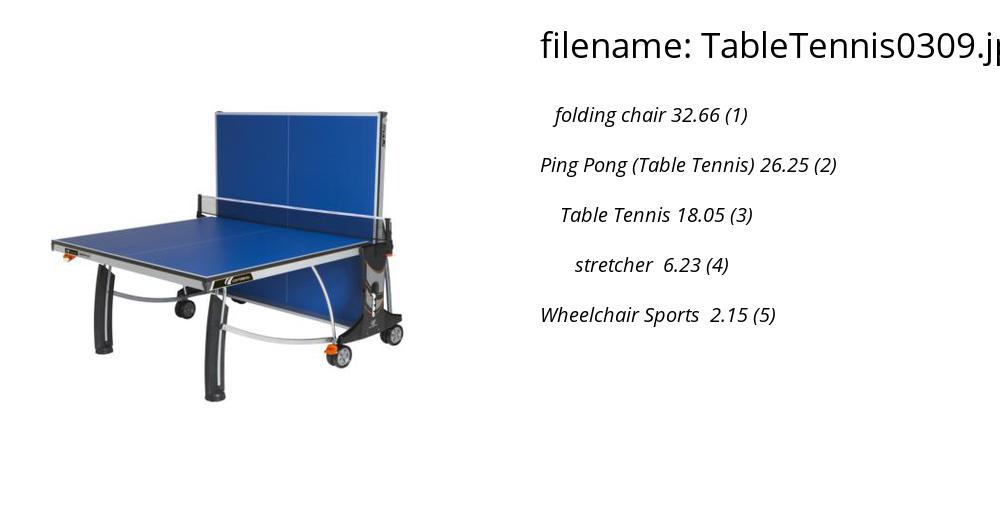 filename: TableTennis0309.jp
folding chair 32.66 (1)
Ping Pong (Table Tennis) 26.25 (2)
Table Tennis 18.05 (3)
stretcher 6.23 (4)
Wheelchair Sports 2.15 (5)